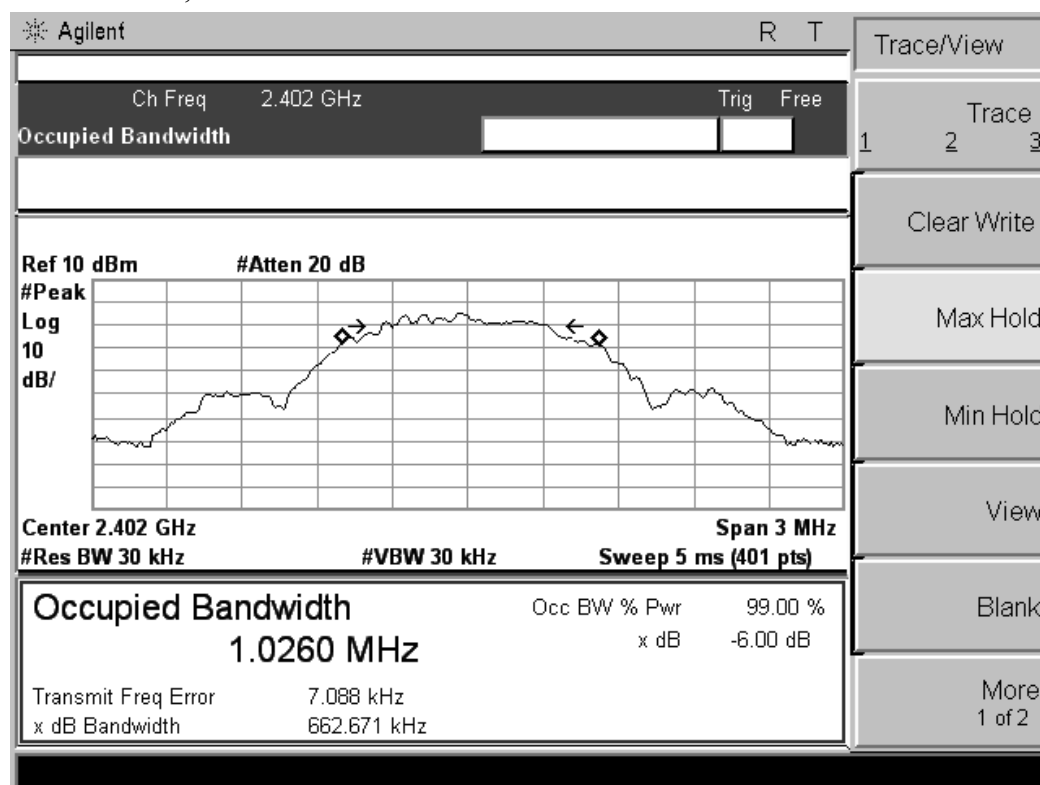 Agilent R T
Trace/View
Ch Freq 2.402 GHz Trig Free
Occupied Bandwidth
Trace
1 2 3
Clear Write
Ref 10 dBm #Atten 20 dB
#Peak
Log
10
dB/
Max Hold
Min Hold
Center 2.402 GHz Span 3 MHz
#Res BW 30 kHz #VBW 30 kHz Sweep 5 ms (401 pts)
View
Occupied Bandwidth Occ BW % Pwr 99.00 %
1.0260 MHz x dB -6.00 dB
Transmit Freq Error 7.088 kHz
x dB Bandwidth 662.671 kHz
Blank
More
1 of 2